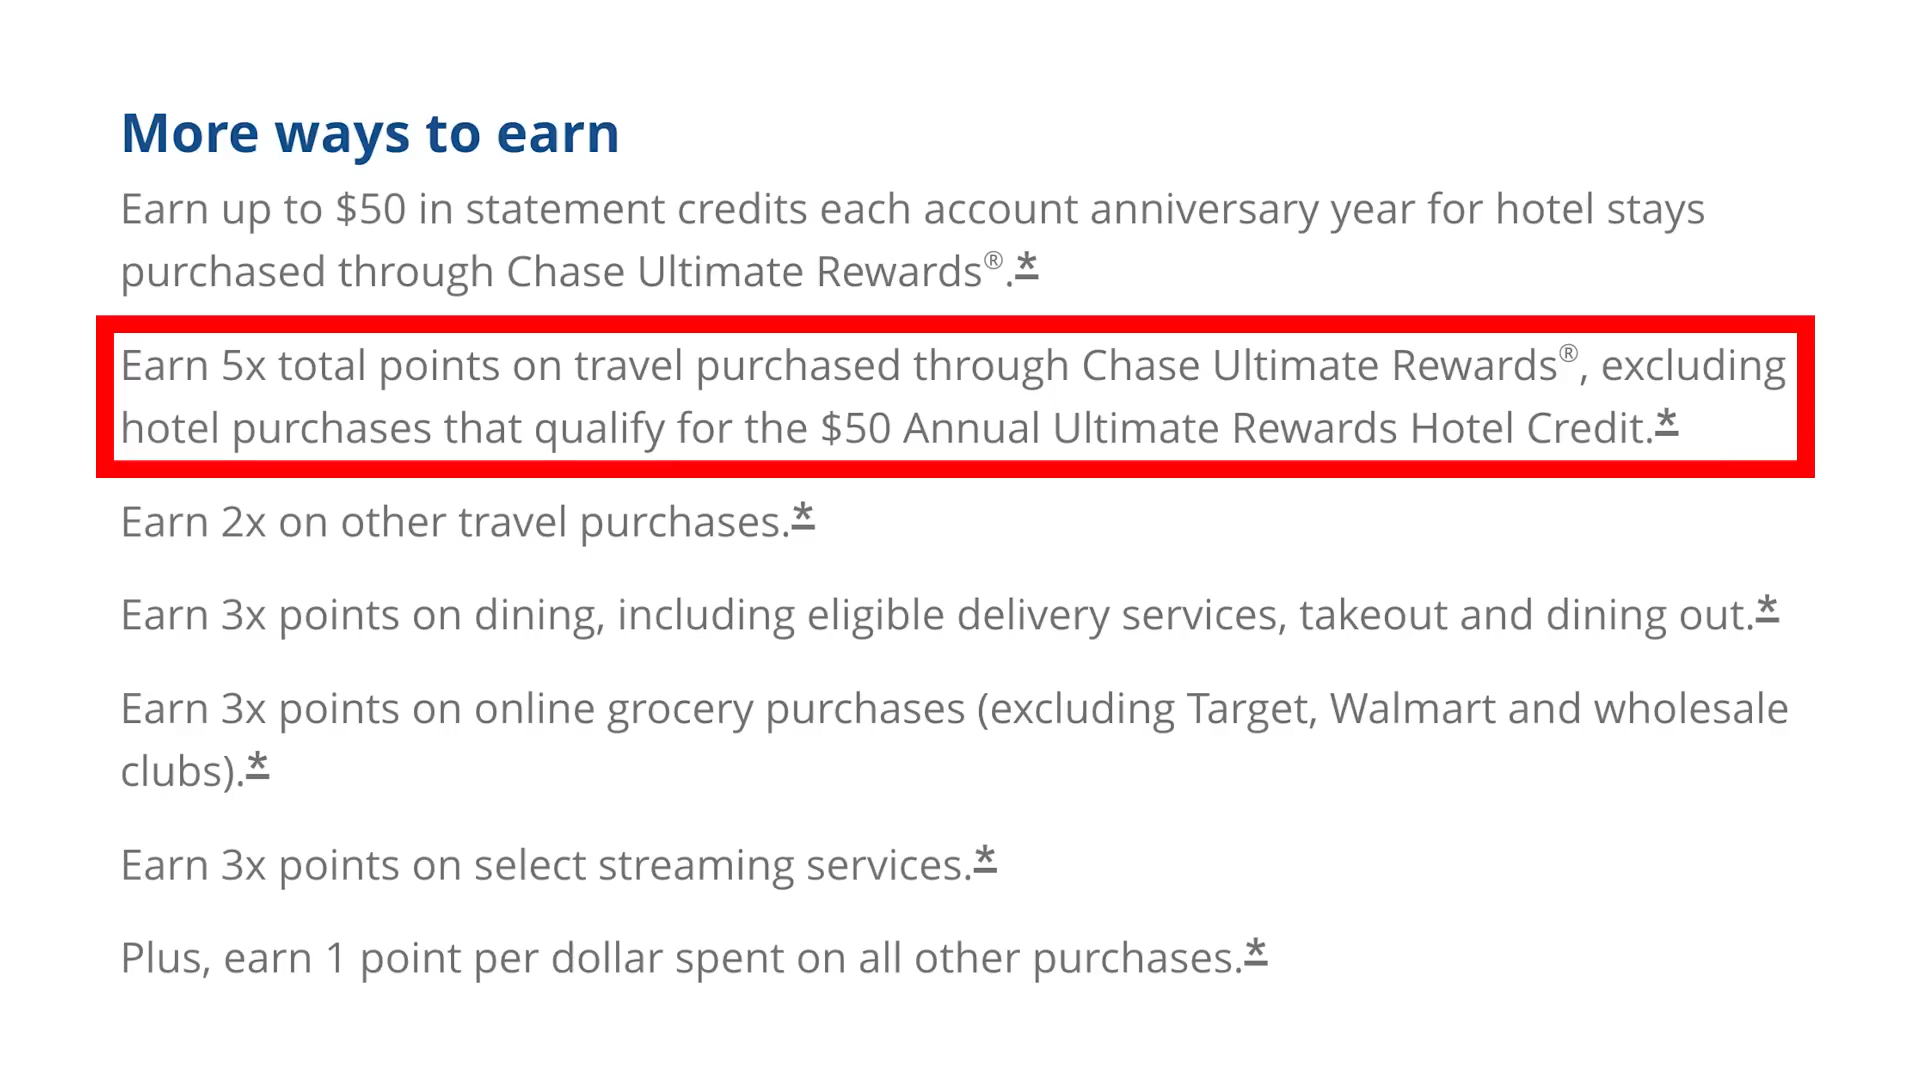 More ways to earn
Earn up to $50 in statement credits each account anniversary year for hotel stays
purchased through Chase Ultimate Rewards®.*
Earn 5x total points on travel purchased through Chase Ultimate Rewards®, excluding
hotel purchases that qualify for the $50 Annual Ultimate Rewards Hotel Credit.*
Earn 2x on other travel purchases.*
Earn 3x points on dining, including eligible delivery services, takeout and dining out.*
Earn 3x points on online grocery purchases (excluding Target, Walmart and wholesale
clubs).*
Earn 3x points on select streaming services.*
Plus, earn 1 point per dollar spent on all other purchases.*